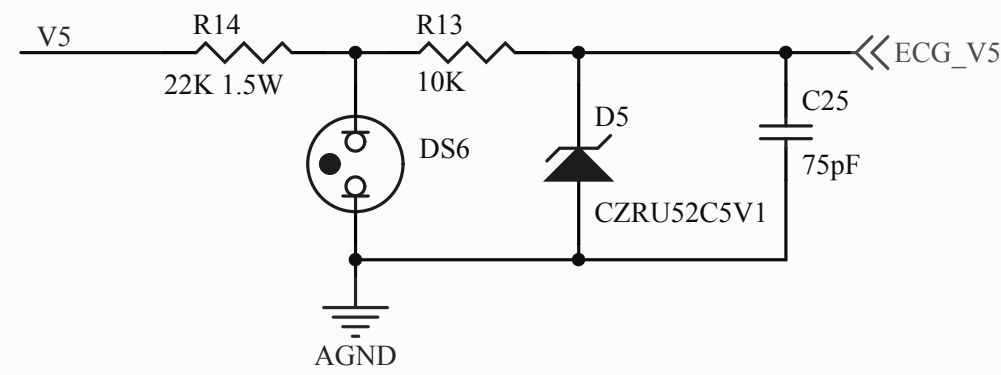 V5
R14
22K 1.5W
R13
10K
ECG_V5
C25
75pF
D5
CZRU52C5V1
DS6
AGND